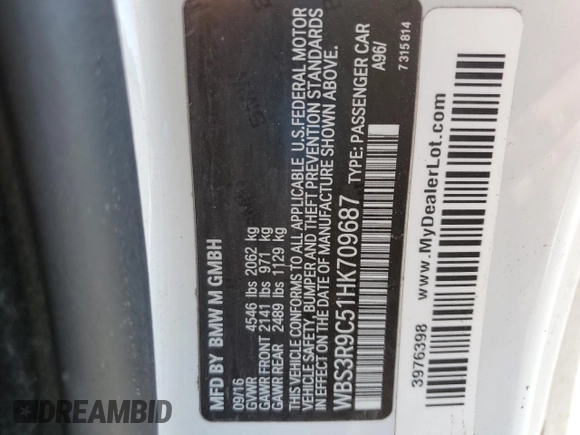 MFD BY BMW M GMBH
09/16
GVWR 4546 lbs 2062 kg
GAWR FRONT 2141 lbs 971 kg
GAWR REAR 2489 lbs 1129 kg
THIS VEHICLE CONFORMS TO ALL APPLICABLE U.S.FEDERAL MOTOR
VEHICLE SAFETY, BUMPER AND THEFT PREVENTION STANDARDS
IN EFFECT ON THE DATE OF MANUFACTURE SHOWN ABOVE.
WBS3R9C51HK709687 TYPE: PASSENGER CAR
A96/
7315814
3976398 www.MyDealerLot.com
DREAMBID